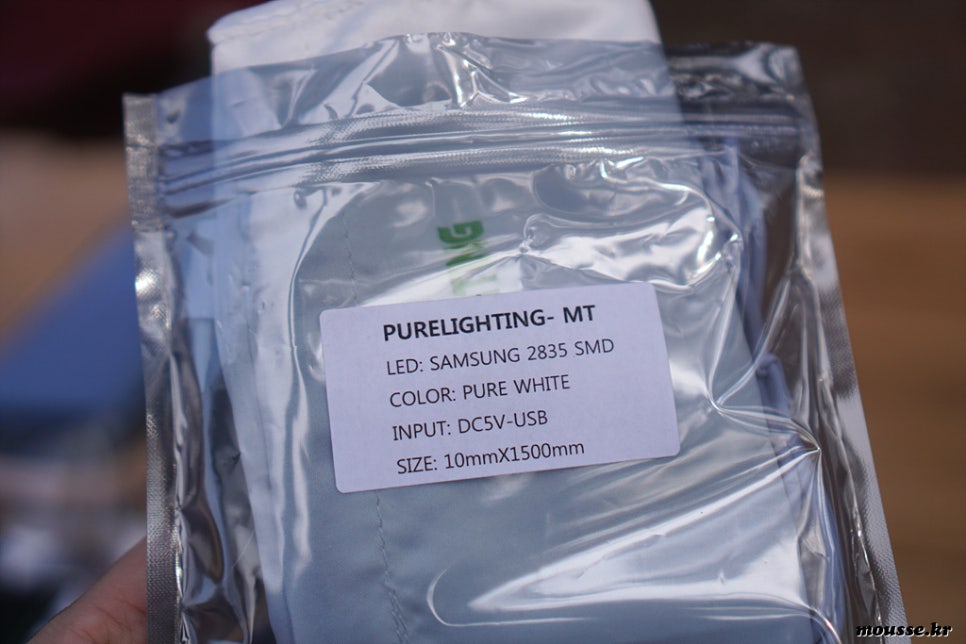 PURELIGHTING- MT
LED: SAMSUNG 2835 SMD
COLOR: PURE WHITE
INPUT: DC5V-USB
SIZE: 10mmX1500mm
mousse.kr